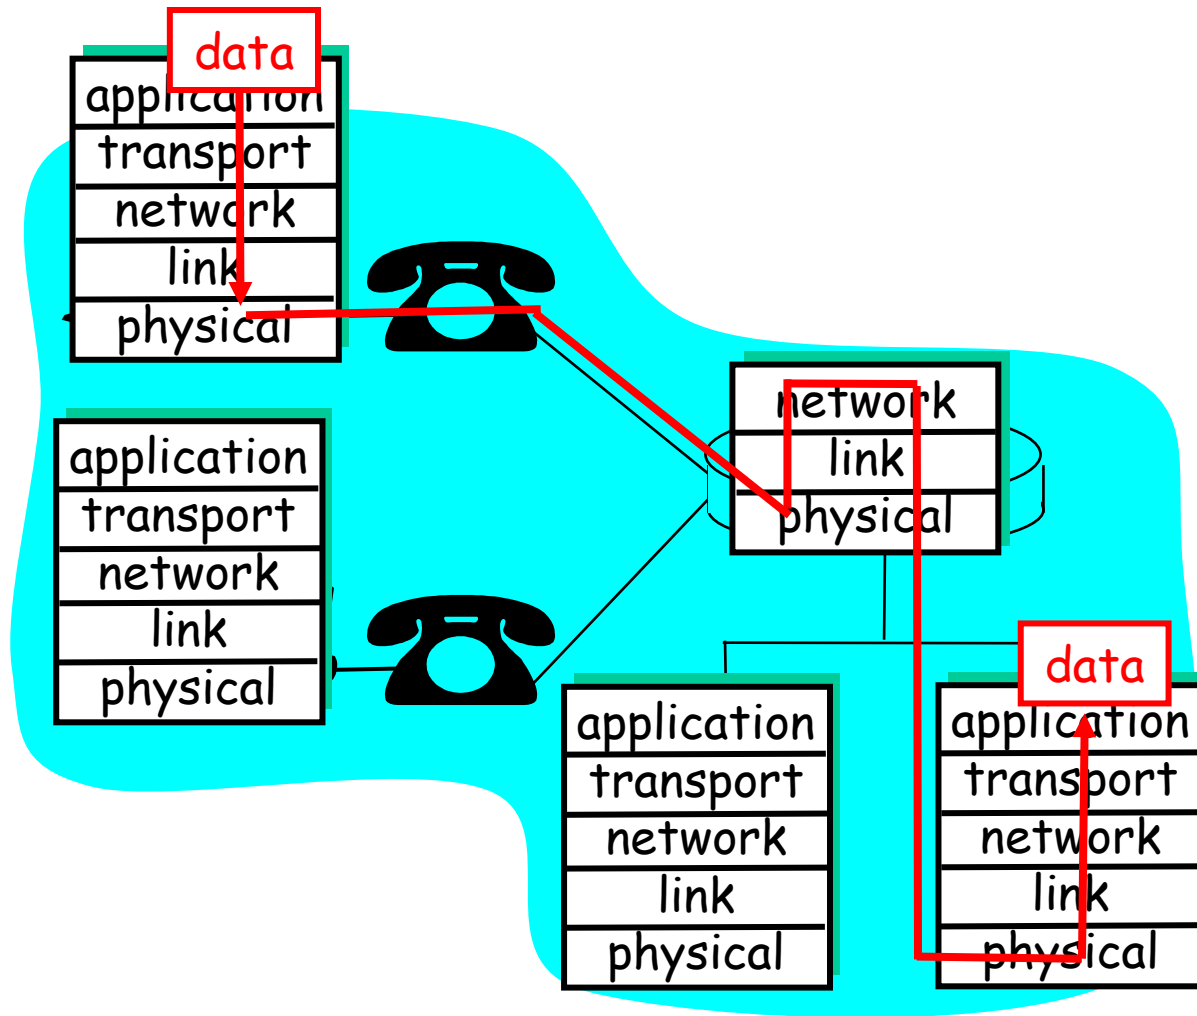 data
application
transport
network
link
physical
application
transport
network
link
physical
network
link
physical
application
transport
network
link
physical
data
application
transport
network
link
physical